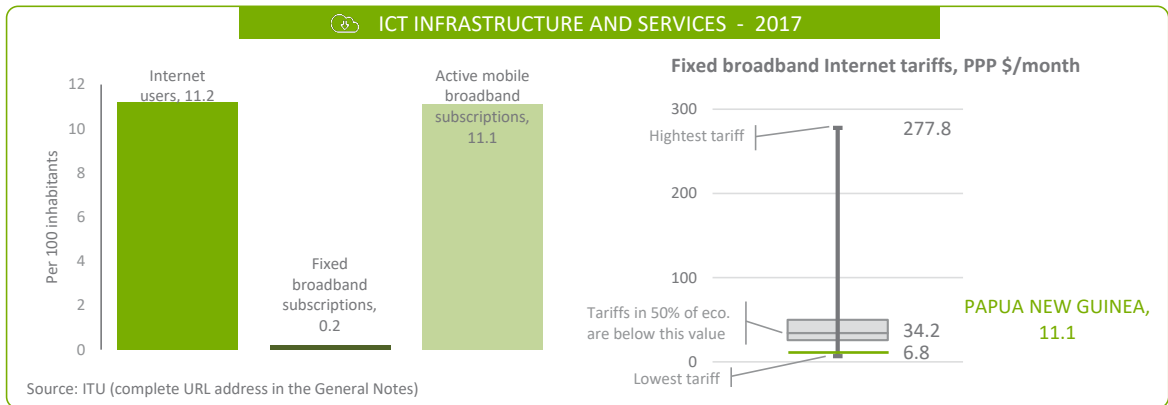 ICT INFRASTRUCTURE AND SERVICES - 2017
Per 100 inhabitants
12
10
8
6
4
2
0
Internet
users, 11.2
Fixed
broadband
subscriptions,
0.2
Active mobile
broadband
subscriptions,
11.1
Source: ITU (complete URL address in the General Notes)
Fixed broadband Internet tariffs, PPP $/month
300
200
100
0
Highest tariff
277.8
Tariffs in 50% of eco.
are below this value
34.2
6.8
Lowest tariff
PAPUA NEW GUINEA,
11.1